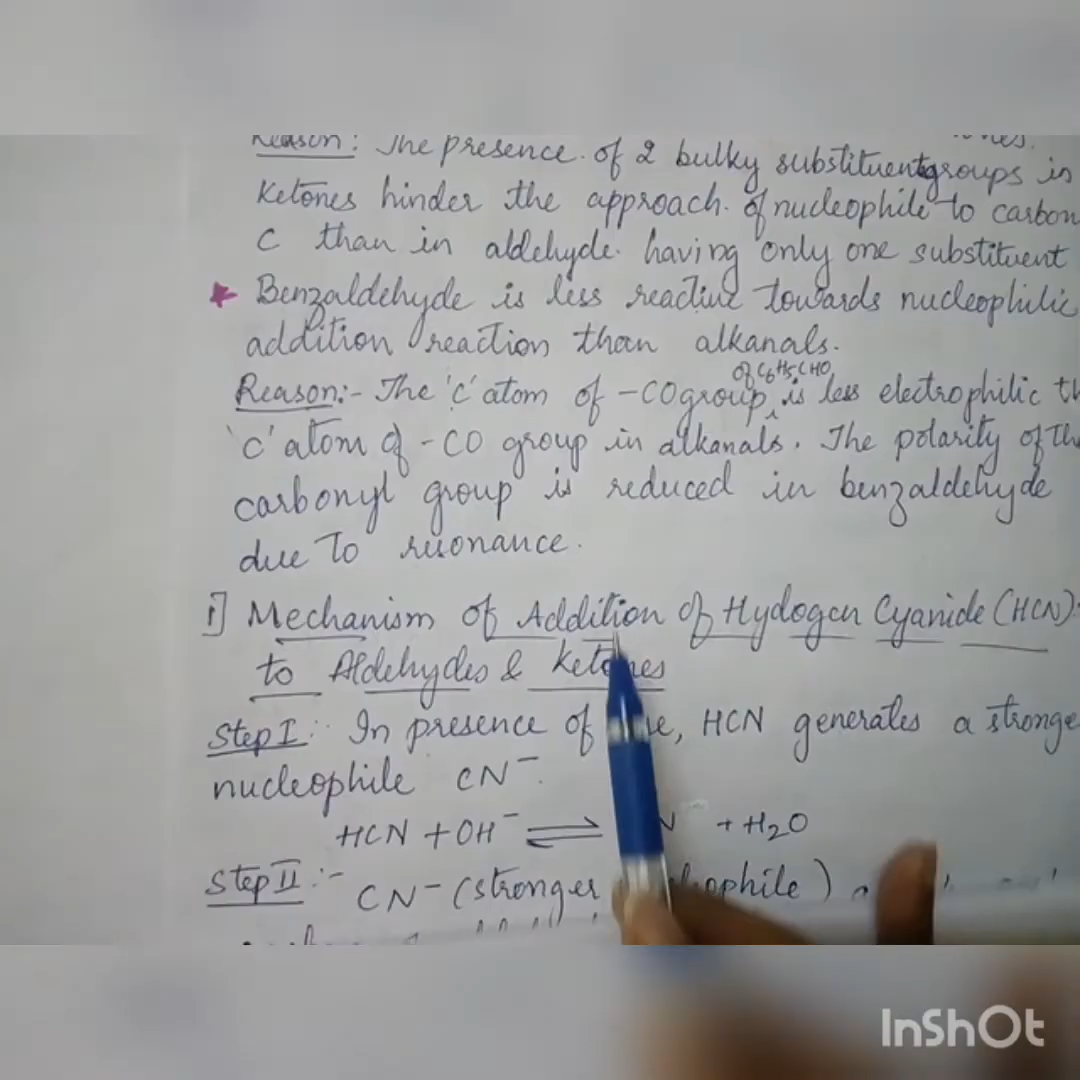 Reason: The presence of 2 bulky substituent groups in
Ketones hinder the approach of nucleophile to carbon
C than in aldehyde having only one substituent
★ Benzaldehyde is less reactive towards nucleophilic
addition reaction than alkanals.
of C6H5CHO
Reason:- The 'C' atom of -CO group ^ is less electrophilic
'C' atom of -CO group in alkanals. The polarity of
carbonyl group is reduced in benzaldehyde
due to resonance.
1] Mechanism of Addition of Hydogen Cyanide (HCN)
to Aldehydes & Ketones
Step I:- In presence of HCN generates a
nucleophile CN⁻.
HCN + OH⁻ ⇌ + H₂O
Step II:- CN⁻ (stronger )
InShOt